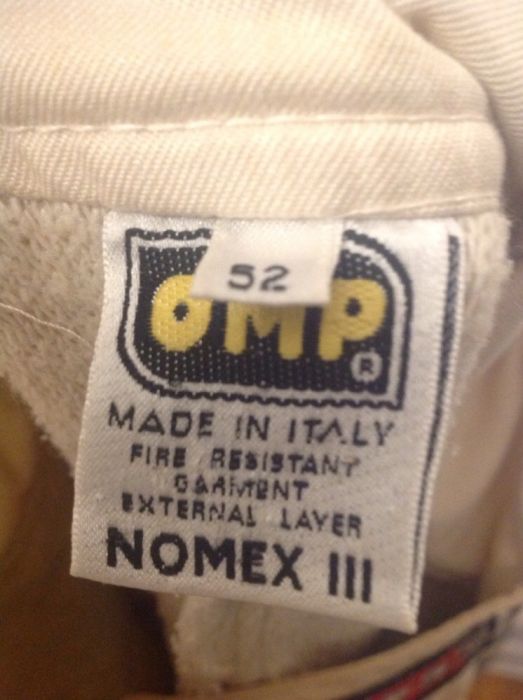 52
OMP
®
MADE IN ITALY
FIRE RESISTANT
GARMENT
EXTERNAL LAYER
NOMEX III